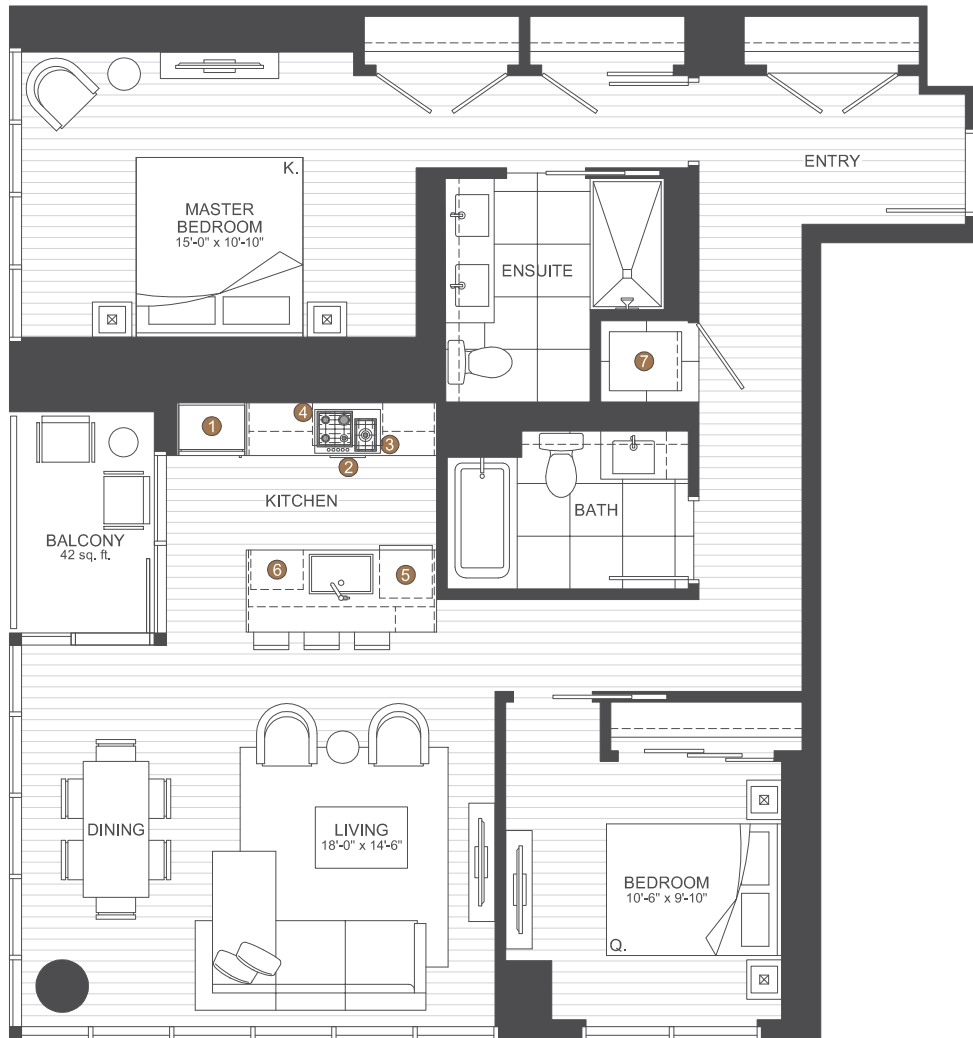 ENTRY
K.
MASTER
BEDROOM
15'-0" x 10'-10"
ENSUITE
7
1
4
3
2
KITCHEN
BATH
BALCONY
42 sq. ft.
6
5
DINING
LIVING
18'-0" x 14'-6"
BEDROOM
10'-6" x 9'-10"
Q.